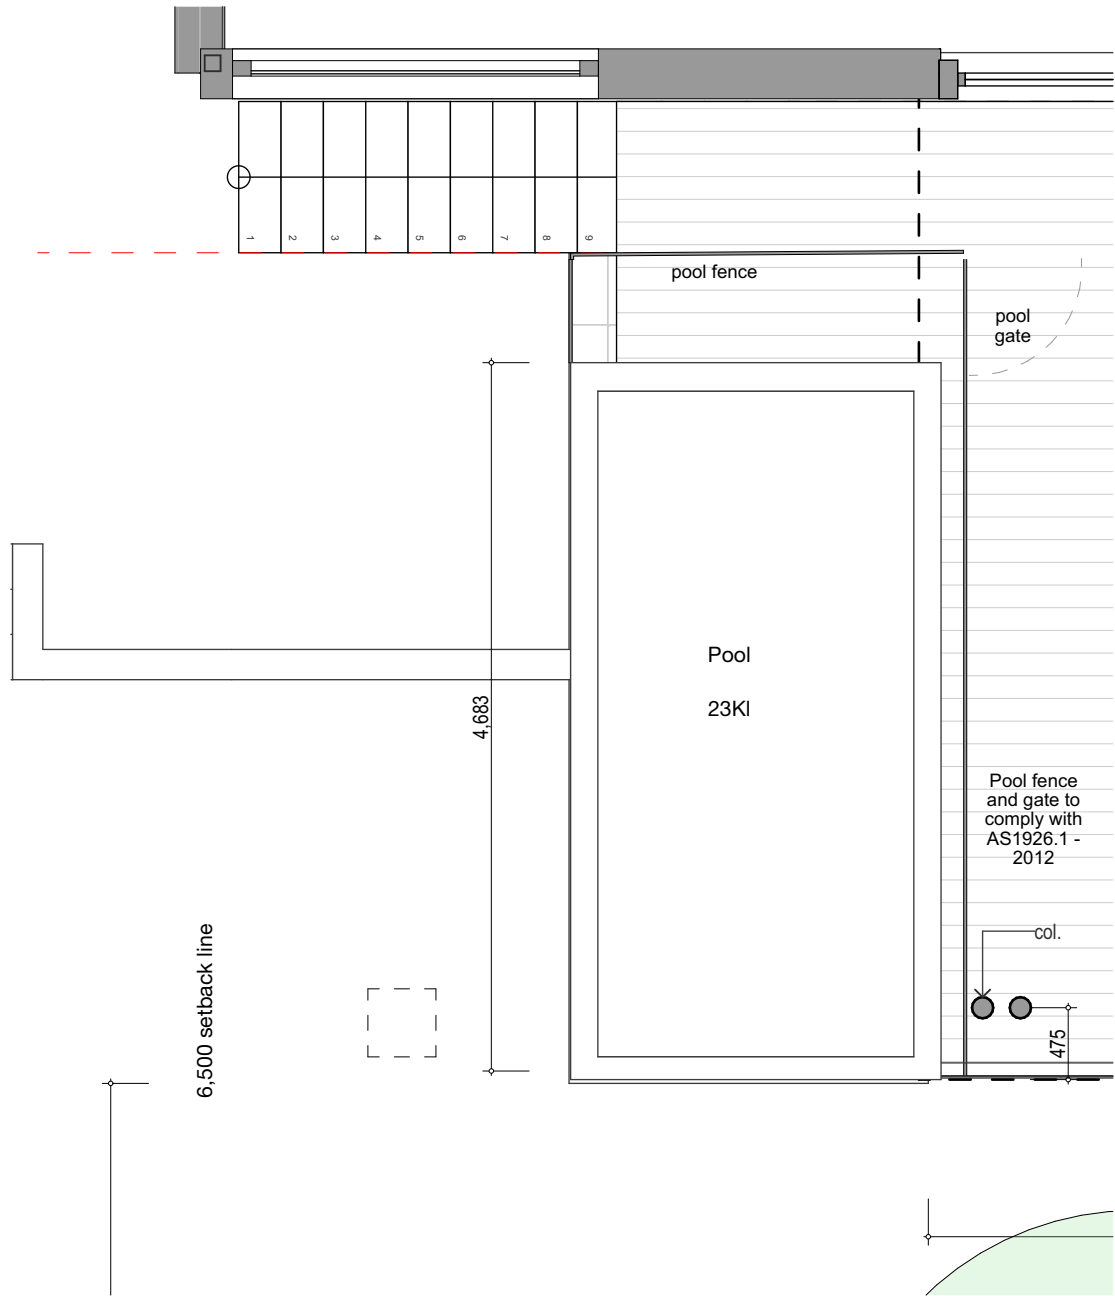 1 2 3 4 5 6 7 8 9
pool fence
pool
gate
Pool
23Kl
4,683
Pool fence
and gate to
comply with
AS1926.1 -
2012
col.
6,500 setback line
475